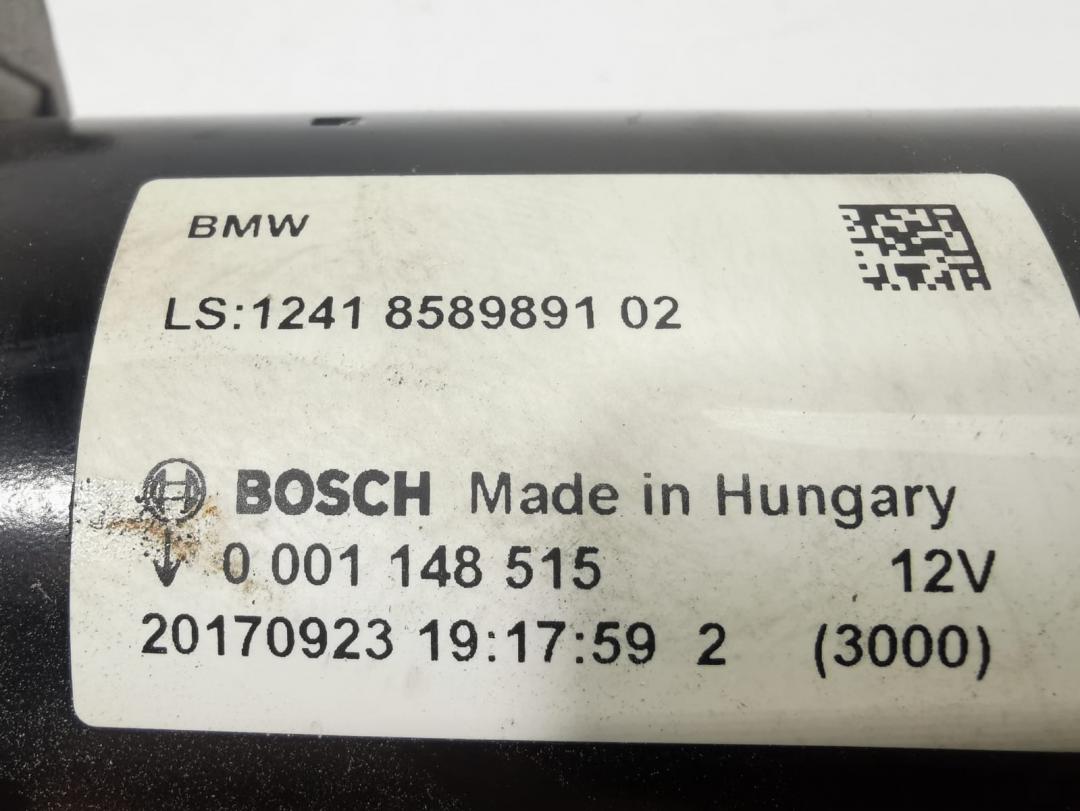 BMW
LS:1241 8589891 02
BOSCH Made in Hungary
0 001 148 515 12V
20170923 19:17:59 2 (3000)